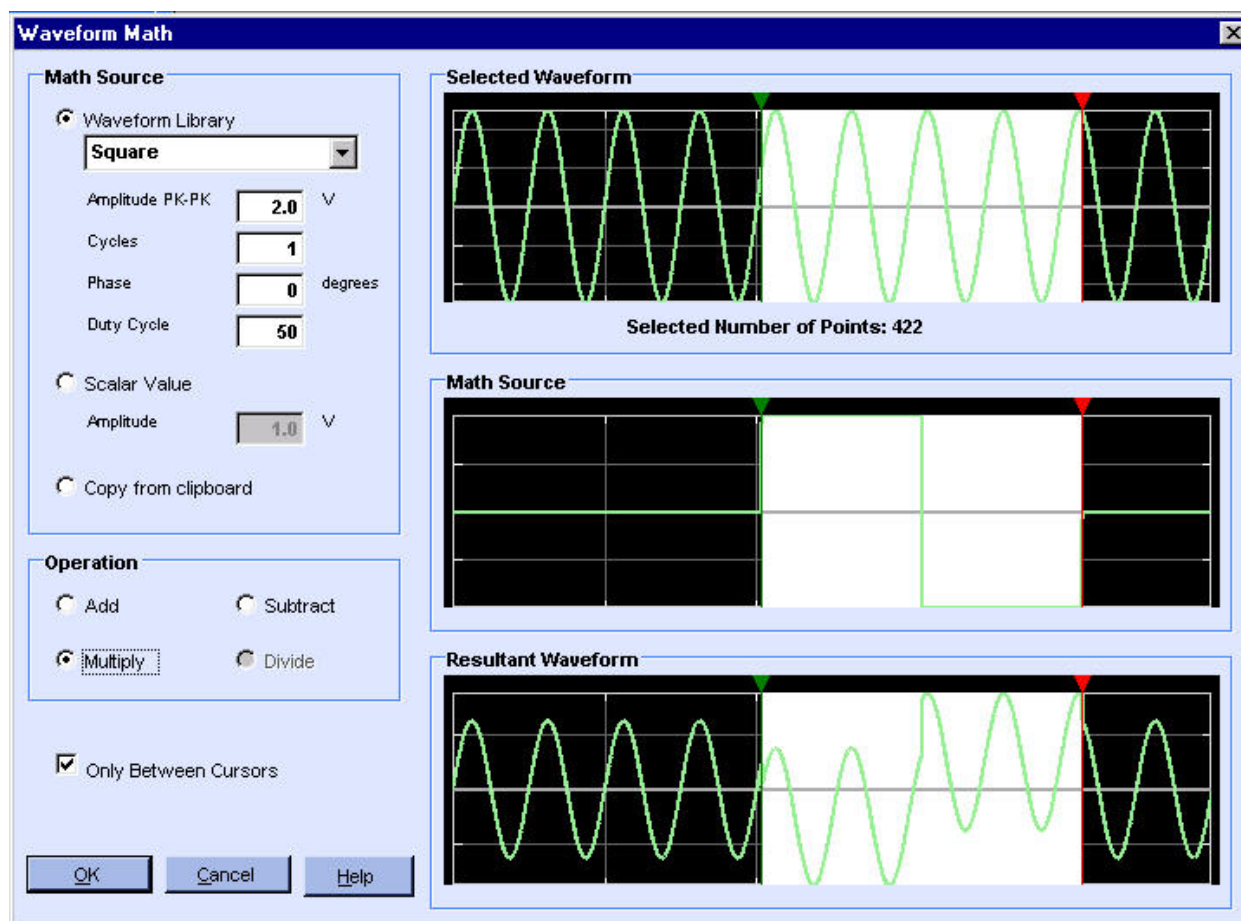 Waveform Math
Math Source
Waveform Library
Square
Amplitude PK-PK 2.0 V
Cycles 1
Phase 0 degrees
Duty Cycle 50
Scalar Value
Amplitude 1.0 V
Copy from clipboard
Operation
Add Subtract
Multiply Divide
Only Between Cursors
OK Cancel Help
Selected Waveform
Selected Number of Points: 422
Math Source
Resultant Waveform